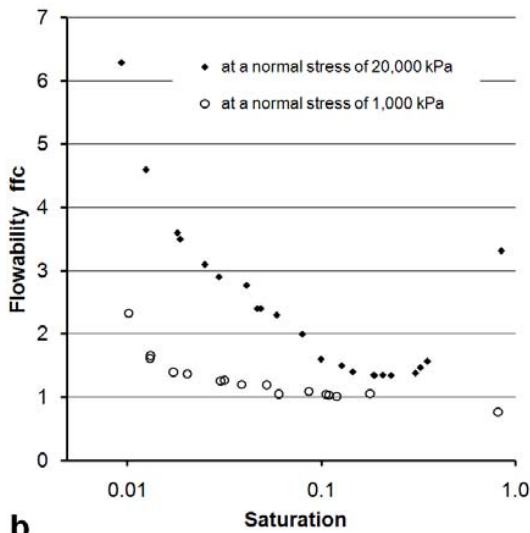 7
6
5
4
3
2
1
0
Flowability ffc
at a normal stress of 20,000 kPa
at a normal stress of 1,000 kPa
0.01 0.1 1.0
Saturation
b